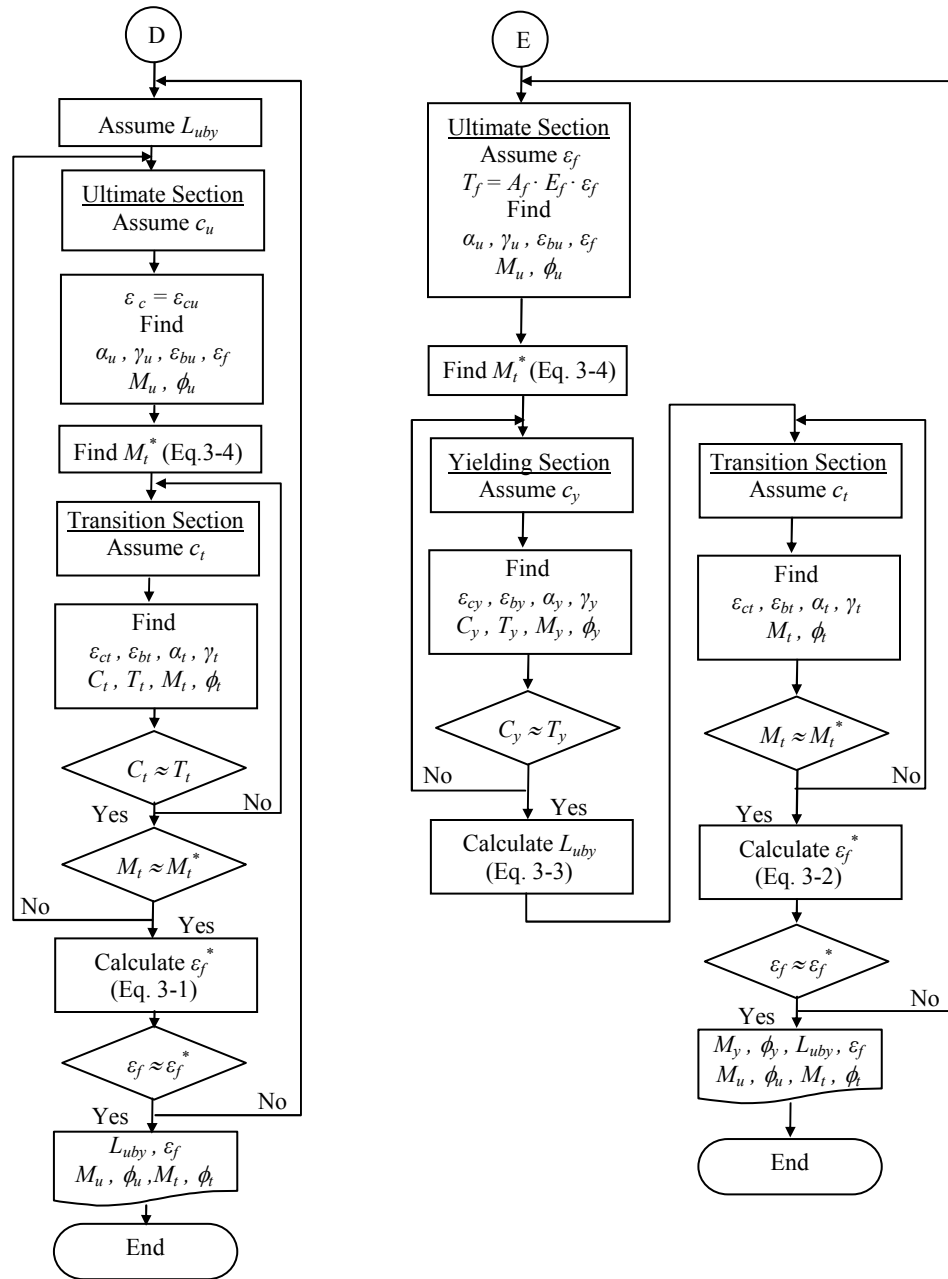 D
Assume L_uby
Ultimate Section
Assume c_u
ε_c = ε_cu
Find
α_u , γ_u , ε_bu , ε_f
M_u , ϕ_u
Find M_t^* (Eq.3-4)
Transition Section
Assume c_t
Find
ε_ct , ε_bt , α_t , γ_t
C_t , T_t , M_t , ϕ_t
C_t ≈ T_t
No
Yes
M_t ≈ M_t^*
No
Yes
Calculate ε_f^*
(Eq. 3-1)
ε_f ≈ ε_f^*
No
Yes
L_uby , ε_f
M_u , ϕ_u ,M_t , ϕ_t
End
E
Ultimate Section
Assume ε_f
T_f = A_f · E_f · ε_f
Find
α_u , γ_u , ε_bu , ε_f
M_u , ϕ_u
Find M_t^* (Eq. 3-4)
Yielding Section
Assume c_y
Find
ε_cy , ε_by , α_y , γ_y
C_y , T_y , M_y , ϕ_y
C_y ≈ T_y
No
Yes
Calculate L_uby
(Eq. 3-3)
Transition Section
Assume c_t
Find
ε_ct , ε_bt , α_t , γ_t
M_t , ϕ_t
M_t ≈ M_t^*
No
Yes
Calculate ε_f^*
(Eq. 3-2)
ε_f ≈ ε_f^*
No
Yes
M_y , ϕ_y , L_uby , ε_f
M_u , ϕ_u , M_t , ϕ_t
End